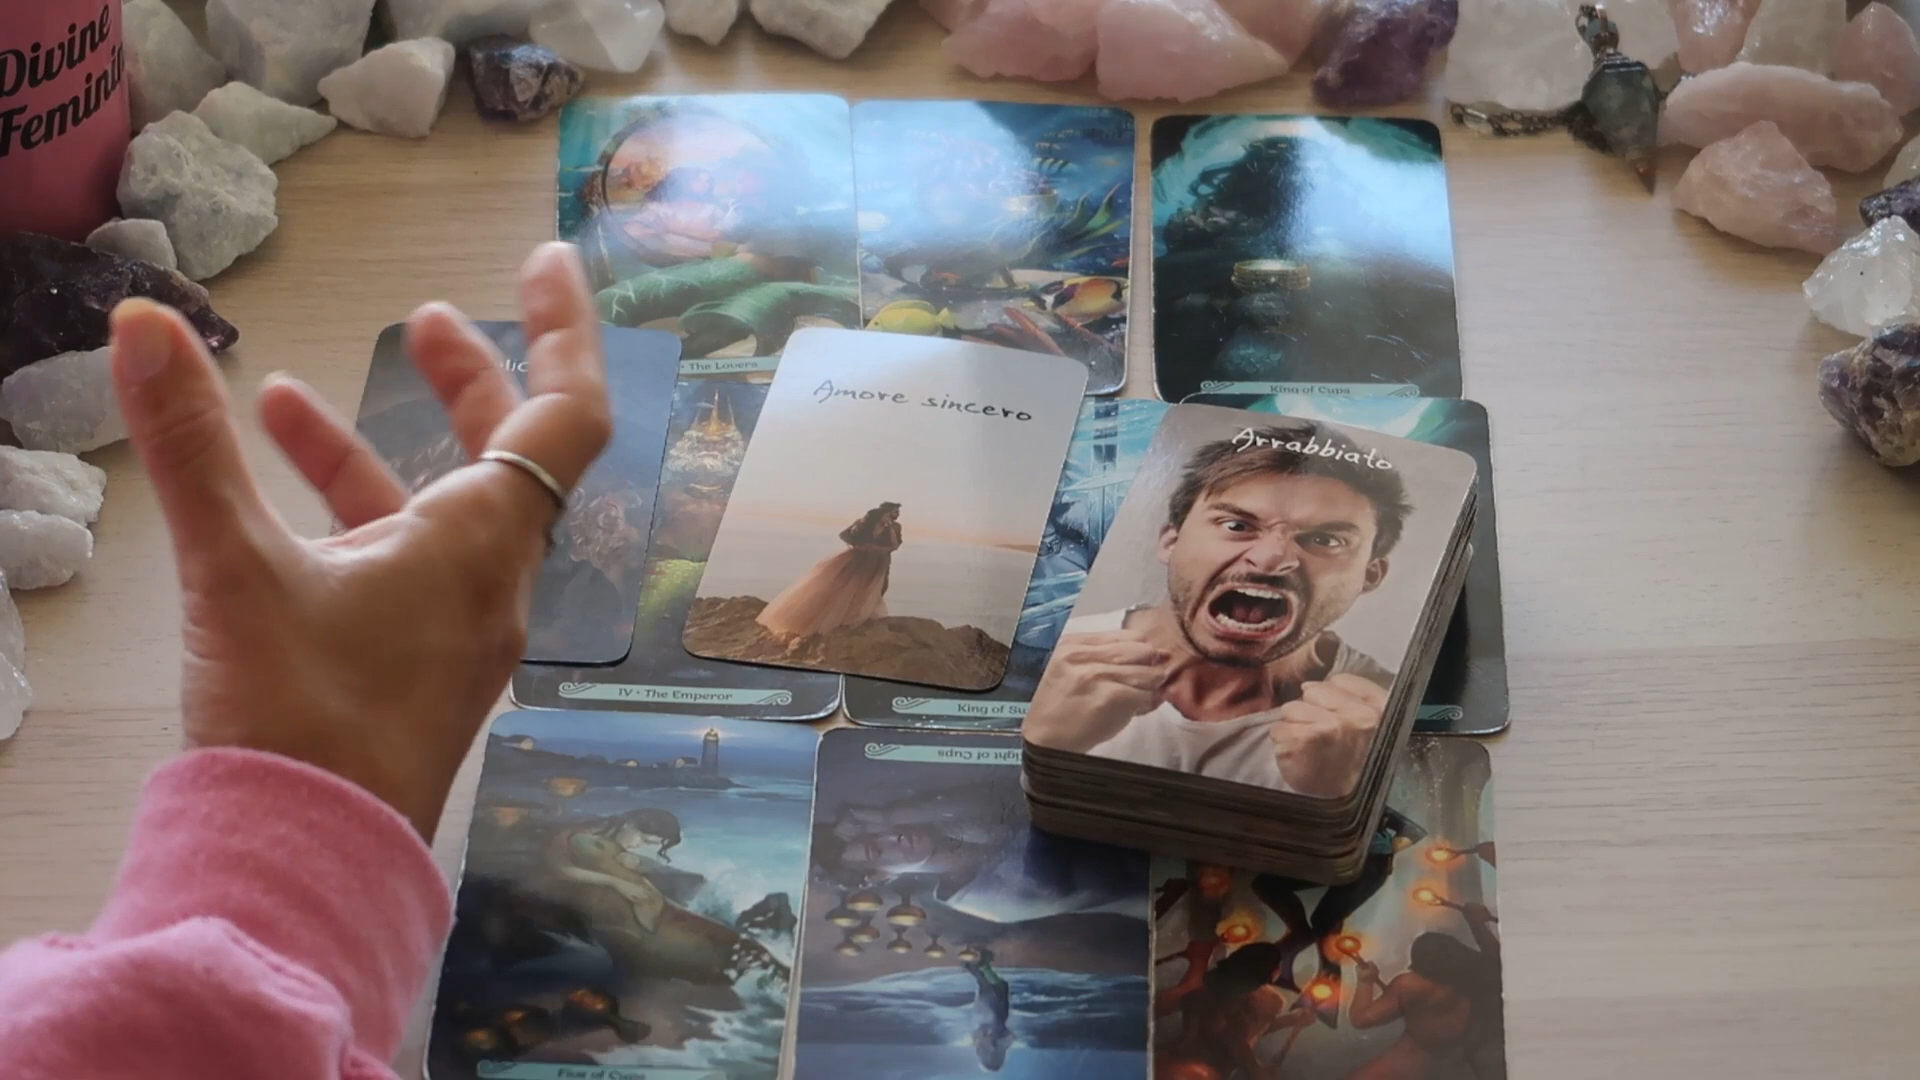 Divine
Feminin
The Lovers
King of Cups
Amore sincero
Arrabbiato
IV • The Emperor
King of Su
ight of Cups
Five of Cups